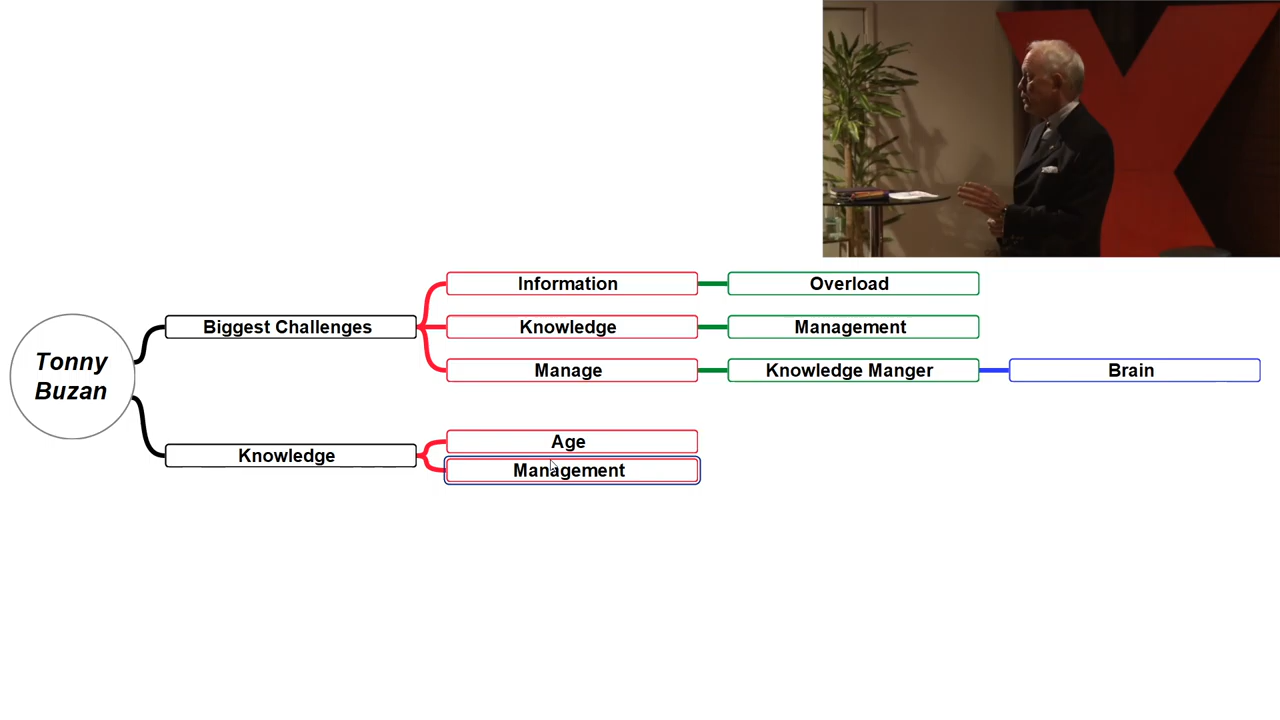 Tonny
Buzan
Biggest Challenges
Information
Overload
Knowledge
Management
Manage
Knowledge Manger
Brain
Knowledge
Age
Management
X